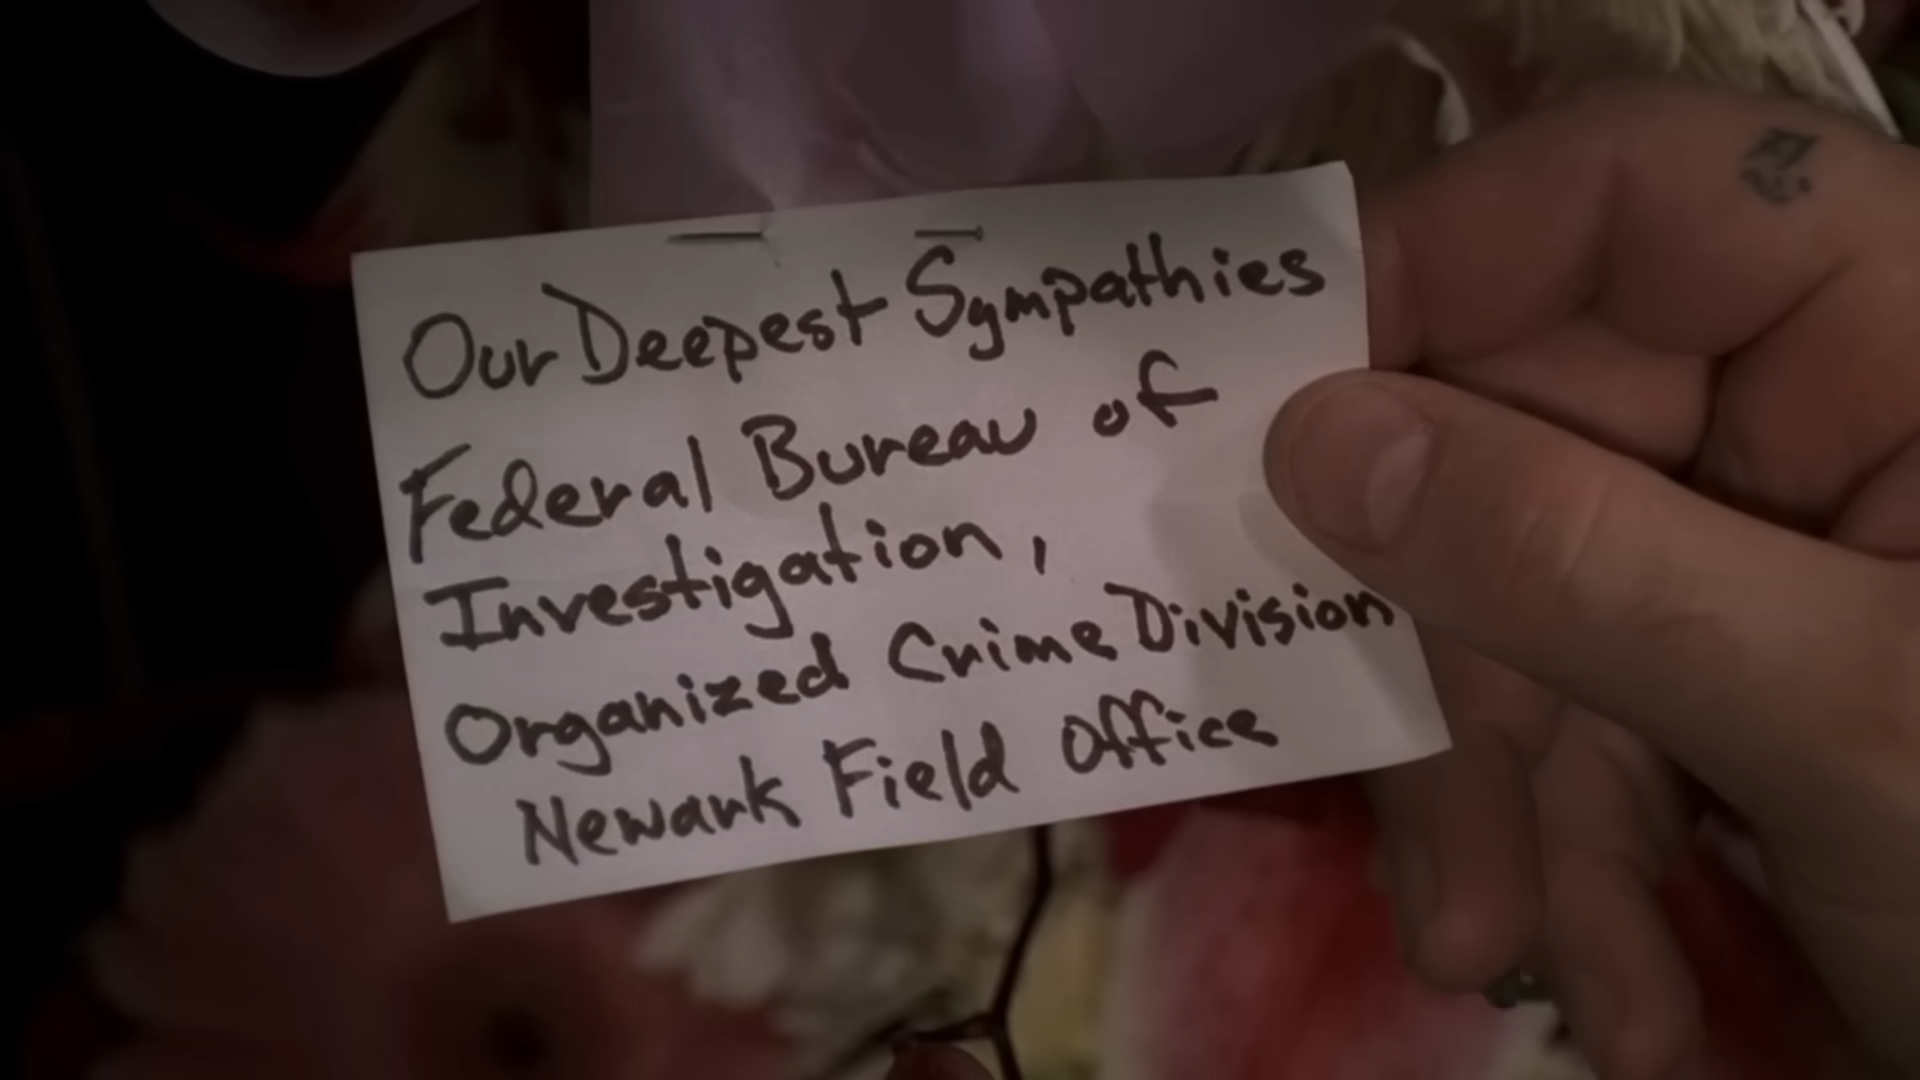 Our Deepest Sympathies
Federal Bureau of
Investigation,
Organized Crime Division
Newark Field Office